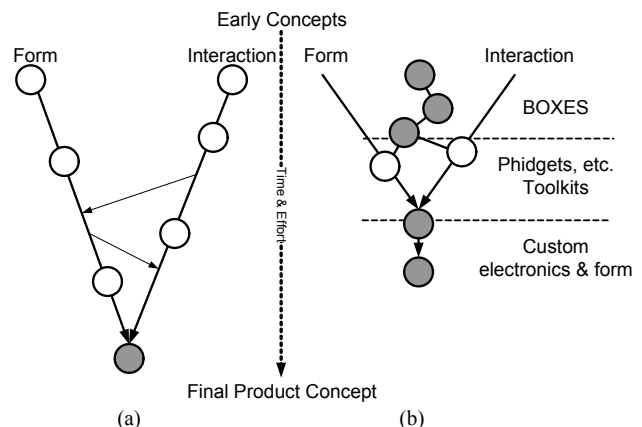 Early Concepts
Form
Interaction
Form
Interaction
BOXES
Time & Effort
Phidgets, etc.
Toolkits
Custom
electronics & form
Final Product Concept
(a)
(b)